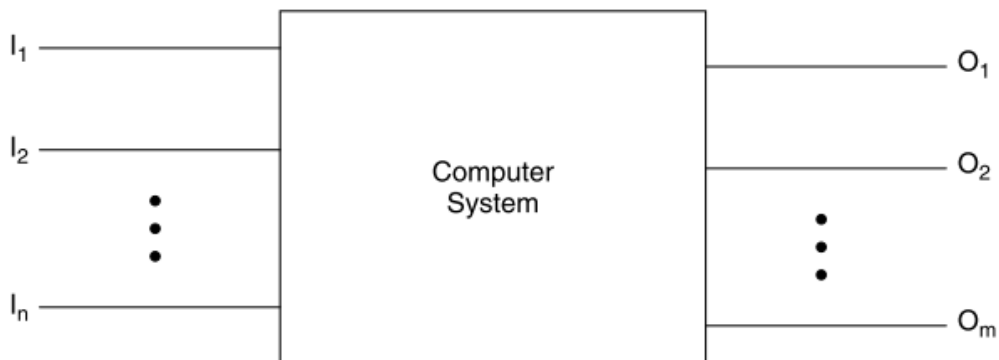 I₁
I₂
Iₙ
Computer
System
O₁
O₂
Oₘ